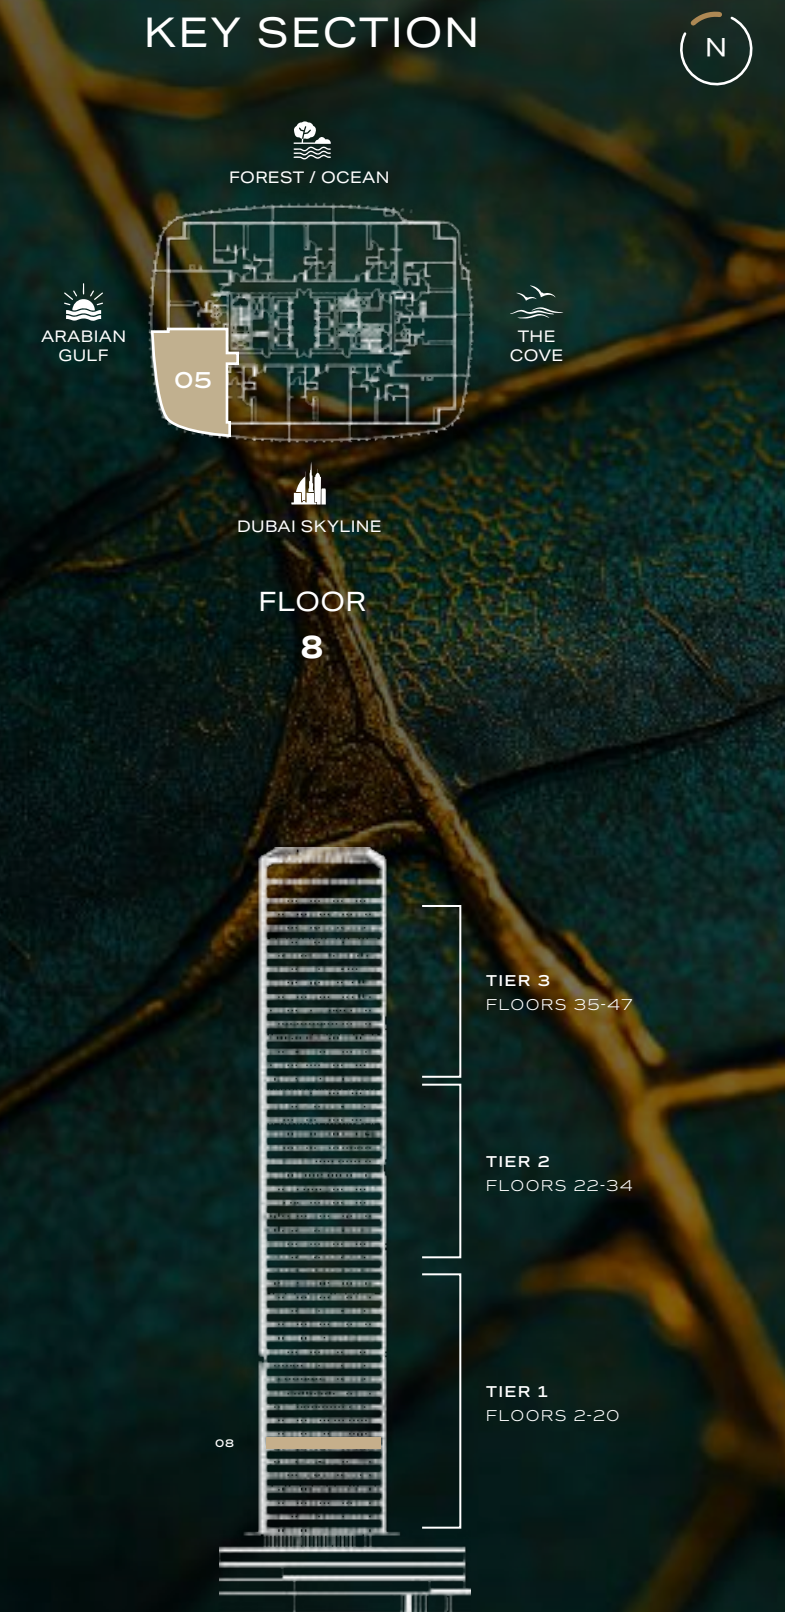 KEY SECTION
N
FOREST / OCEAN
ARABIAN
GULF
THE
COVE
05
DUBAI SKYLINE
FLOOR
8
TIER 3
FLOORS 35-47
TIER 2
FLOORS 22-34
TIER 1
FLOORS 2-20
08